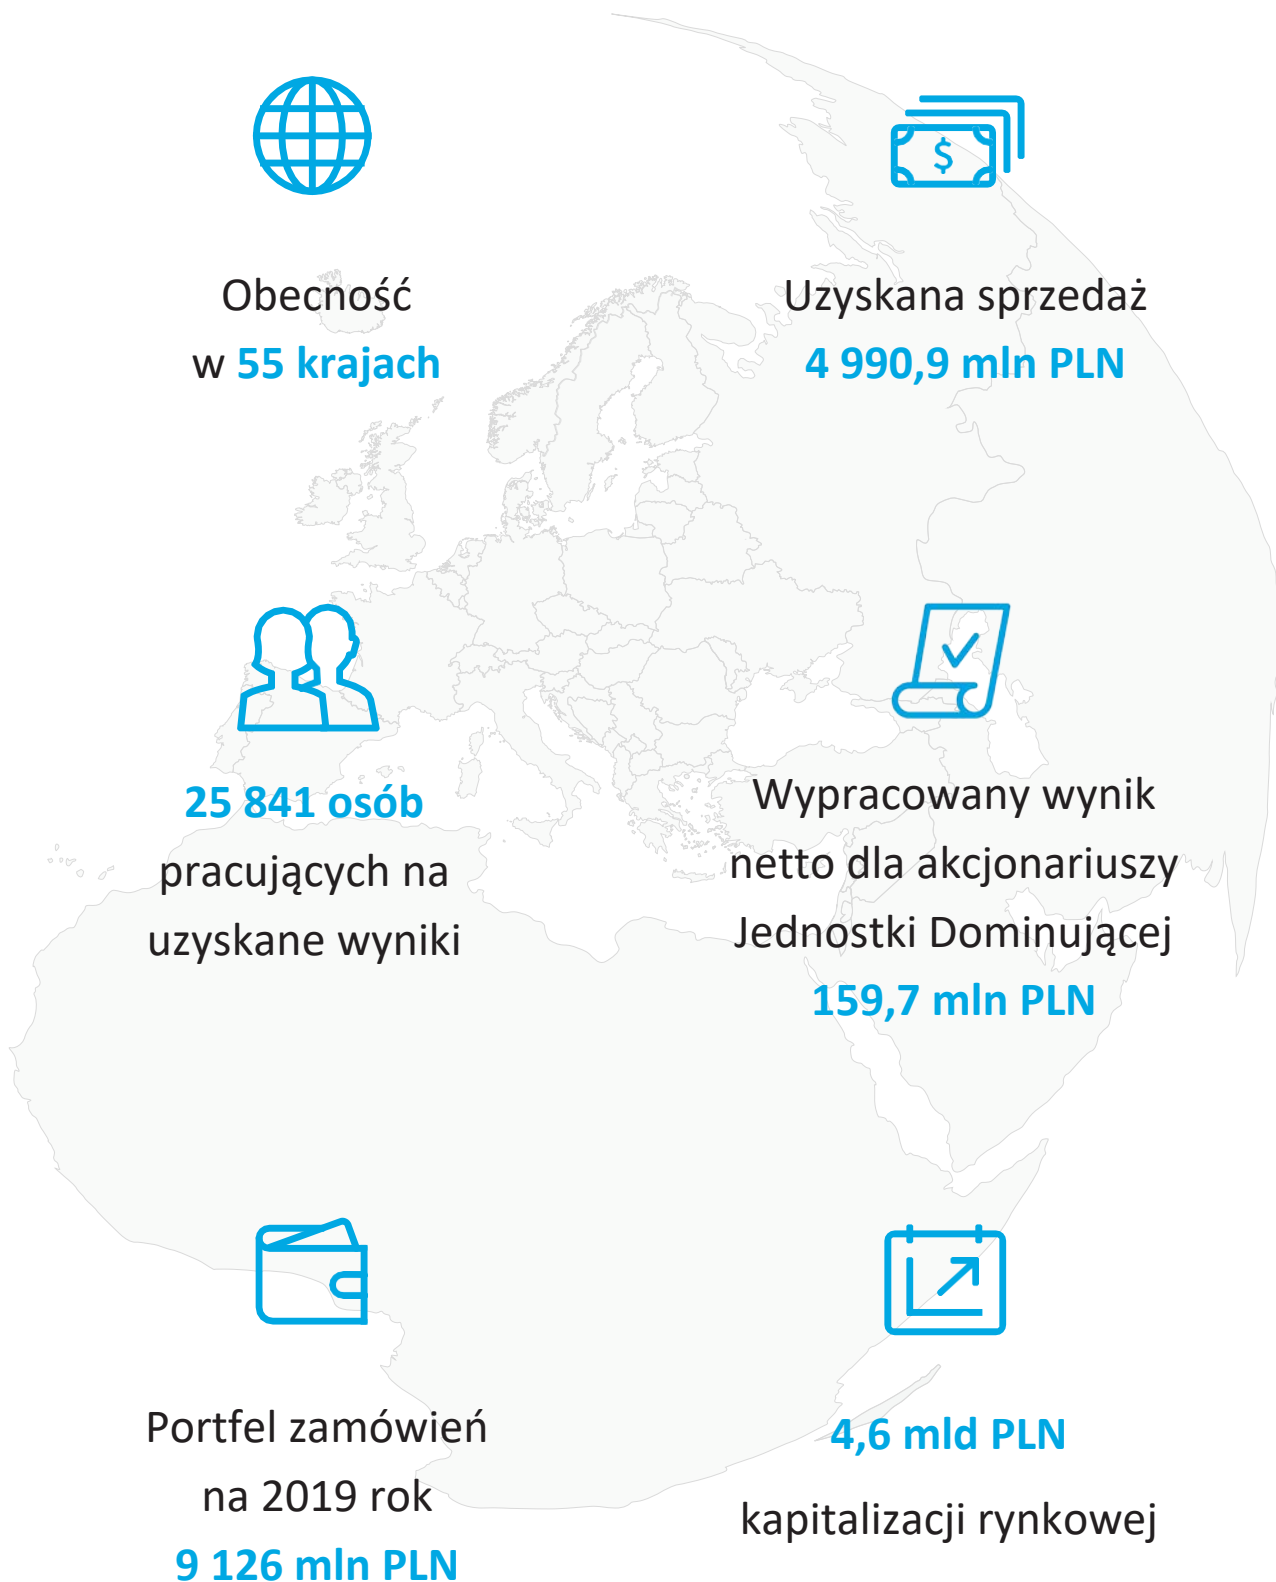 Obecność
w 55 krajach
Uzyskana sprzedaż
4 990,9 mln PLN
25 841 osób
pracujących na
uzyskane wyniki
Wypracowany wynik
netto dla akcjonariuszy
Jednostki Dominującej
159,7 mln PLN
Portfel zamówień
na 2019 rok
9 126 mln PLN
4,6 mld PLN
kapitalizacji rynkowej